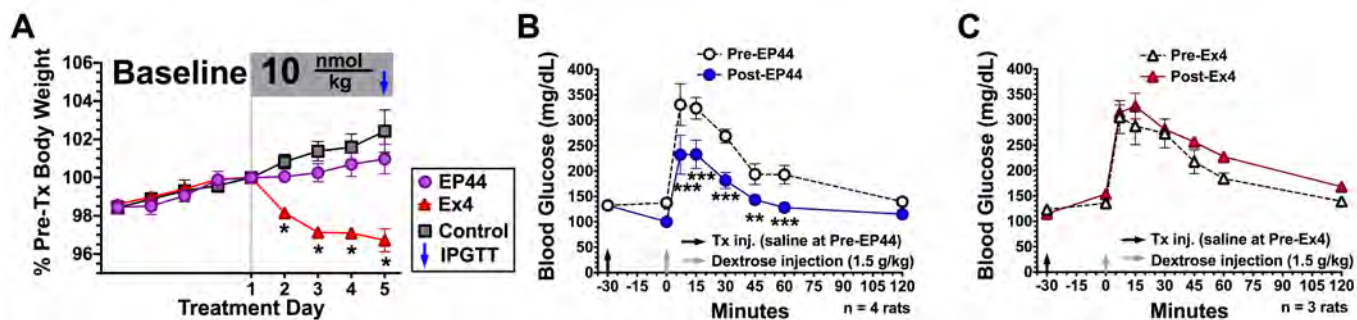 A
Baseline
10 nmol
kg
% Pre-Tx Body Weight
106
104
102
100
98
96
1 2 3 4 5
Treatment Day
* * * *
EP44
Ex4
Control
IPGTT
B
Pre-EP44
Post-EP44
Blood Glucose (mg/dL)
400
350
300
250
200
150
100
50
0
*** *** *** ** ***
Tx inj. (saline at Pre-EP44)
Dextrose injection (1.5 g/kg)
-30 -15 0 15 30 45 60 75 90 105 120
Minutes
n = 4 rats
C
Pre-Ex4
Post-Ex4
Blood Glucose (mg/dL)
400
350
300
250
200
150
100
50
0
Tx inj. (saline at Pre-Ex4)
Dextrose injection (1.5 g/kg)
-30 -15 0 15 30 45 60 75 90 105 120
Minutes
n = 3 rats